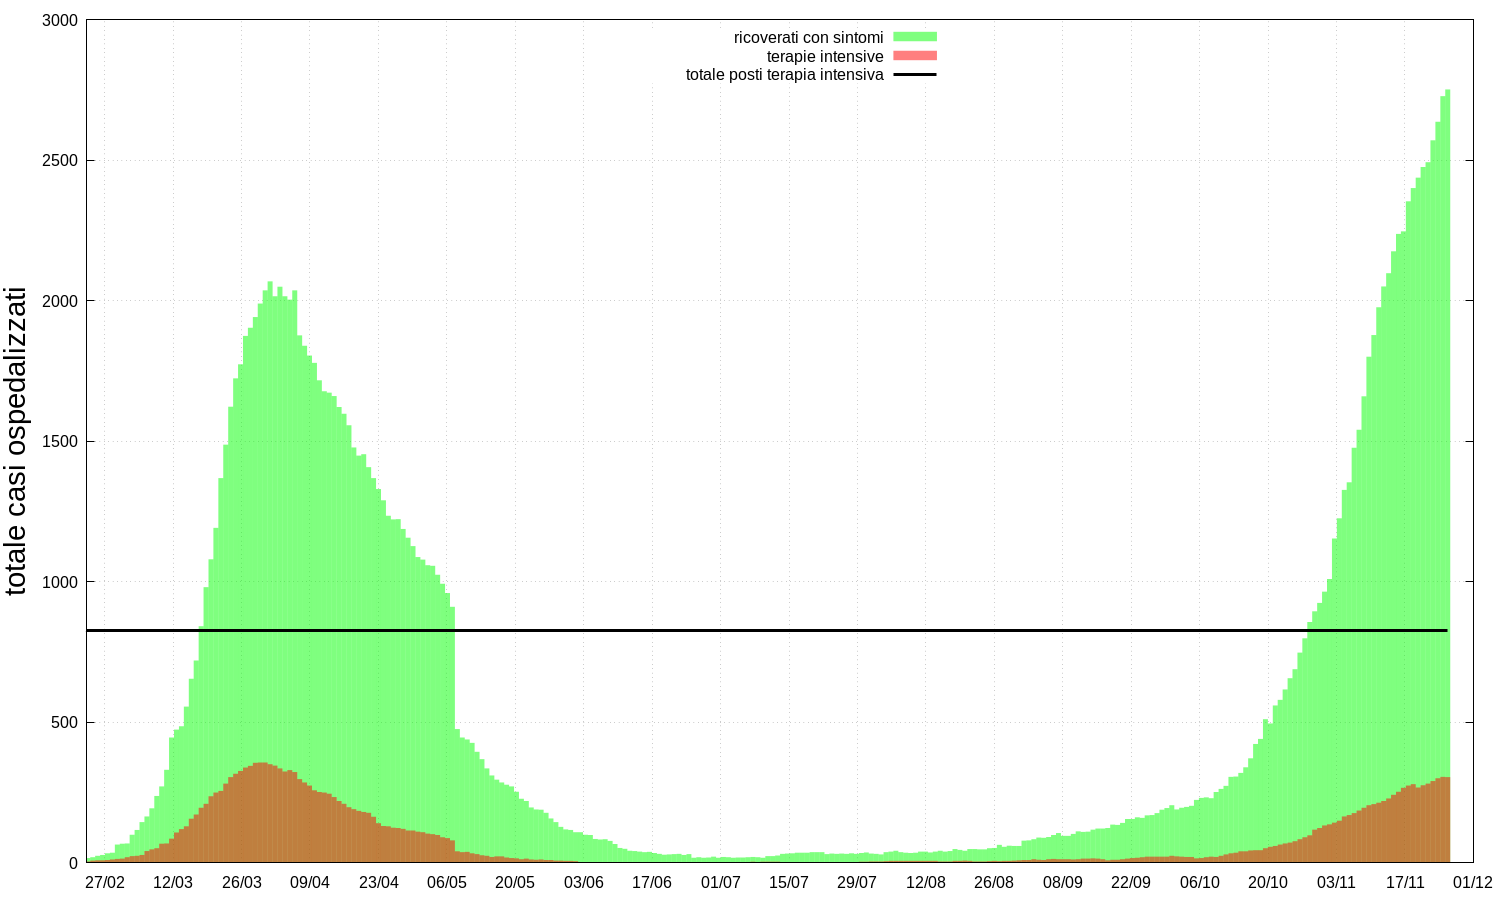 ricoverati con sintomi
terapie intensive
totale posti terapia intensiva
totale casi ospedalizzati
3000
2500
2000
1500
1000
500
0
27/02 12/03 26/03 09/04 23/04 06/05 20/05 03/06 17/06 01/07 15/07 29/07 12/08 26/08 08/09 22/09 06/10 20/10 03/11 17/11 01/12